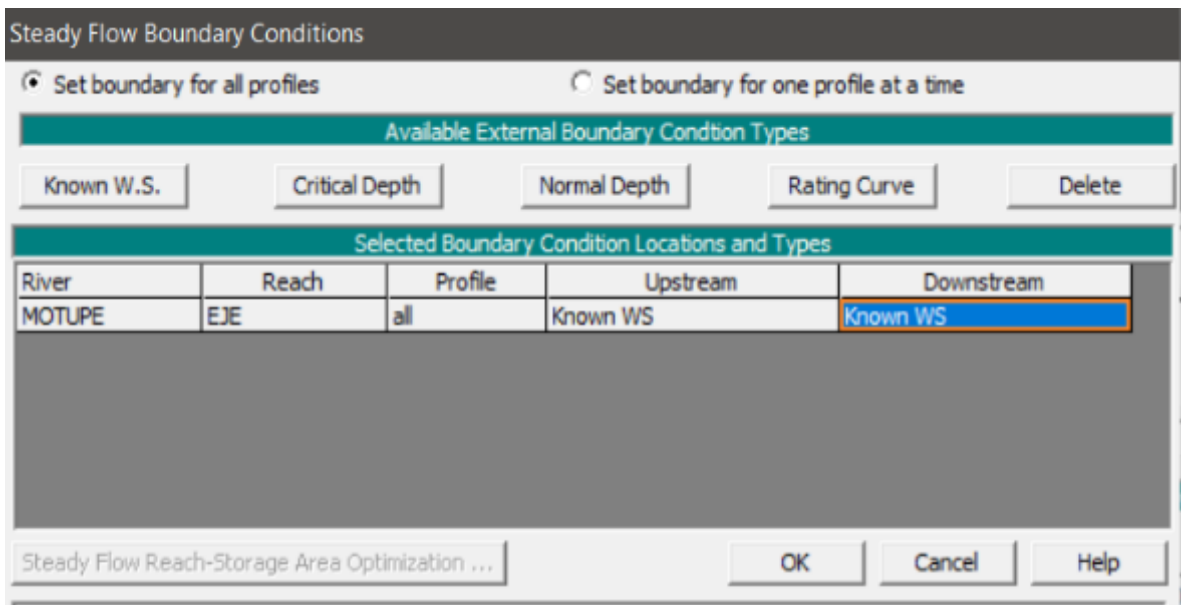 Steady Flow Boundary Conditions
Set boundary for all profiles Set boundary for one profile at a time
Available External Boundary Condtion Types
Known W.S. Critical Depth Normal Depth Rating Curve Delete
Selected Boundary Condition Locations and Types
River Reach Profile Upstream Downstream
MOTUPE EJE all Known WS Known WS
Steady Flow Reach-Storage Area Optimization ... OK Cancel Help